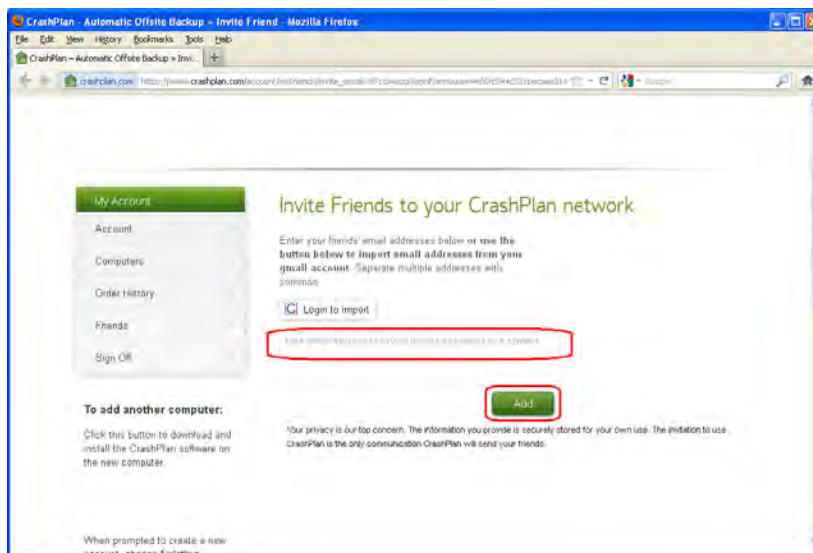 CrashPlan - Automatic Offsite Backup » Invite Friend - Mozilla Firefox
File Edit View History Bookmarks Tools Help
CrashPlan – Automatic Offsite Backup » Invi...
crashplan.com
My Account
Account
Computers
Order History
Friends
Sign Off
To add another computer:
Click this button to download and
install the CrashPlan software on
the new computer.
When prompted to create a new
Invite Friends to your CrashPlan network
Enter your friends' email addresses below or use the
button below to import email addresses from your
gmail account. Separate multiple addresses with
commas.
Login to import
Add
Your privacy is our top concern. The information you provide is securely stored for your own use. The invitation to use
CrashPlan is the only communication CrashPlan will send your friends.